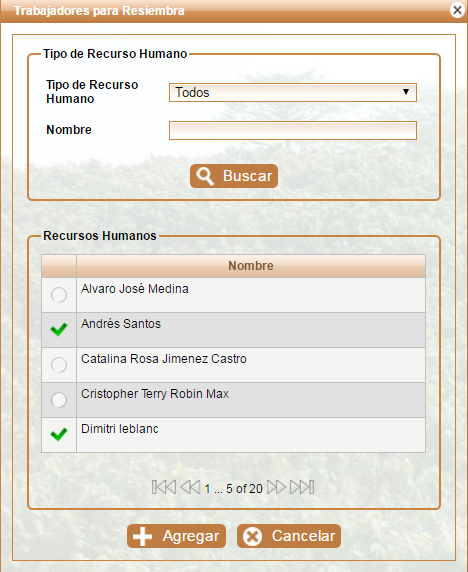 Trabajadores para Resiembra
Tipo de Recurso Humano
Tipo de Recurso
Humano
Todos
Nombre
Buscar
Recursos Humanos
Nombre
Alvaro José Medina
Andrés Santos
Catalina Rosa Jimenez Castro
Cristopher Terry Robin Max
Dimitri leblanc
1 ... 5 of 20
Agregar Cancelar